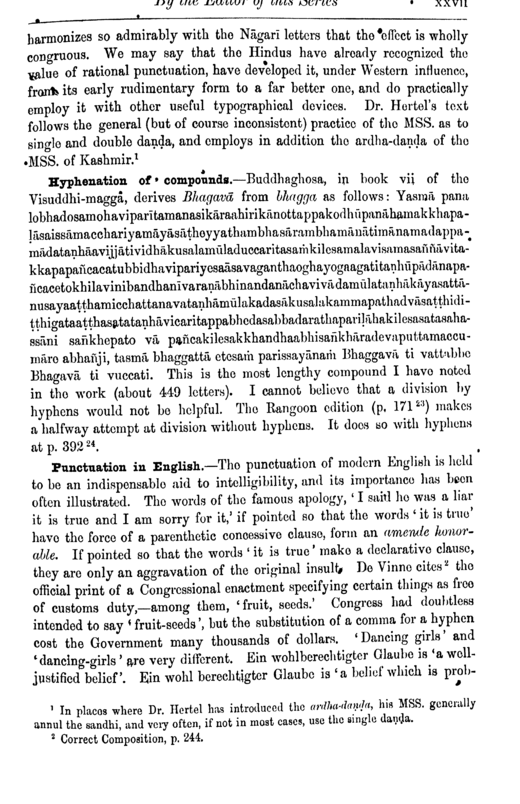 By the Editor of this Series xxvii
harmonizes so admirably with the Nāgarī letters that the effect is wholly
congruous. We may say that the Hindus have already recognized the
value of rational punctuation, have developed it, under Western influence,
from its early rudimentary form to a far better one, and do practically
employ it with other useful typographical devices. Dr. Hertel's text
follows the general (but of course inconsistent) practice of the MSS. as to
single and double daṇḍa, and employs in addition the ardha-daṇḍa of the
MSS. of Kashmir.¹
Hyphenation of compounds.—Buddhaghosa, in book vii of the
Visuddhi-maggâ, derives Bhagavā from bhagga as follows: Yasmā pana
lobhadosamohaviparītamanasikāraahirikānottappakodhūpanāhamakkhapa-
ḷāsaissāmacchariyamāyāsāṭheyyathambhasārambhamānātimānamadappa-
mādataṇhāavijjātividhākusalamūladuccaritasaṁkilesamalavisamasaññāvita-
kkapapañcacatubbidhavipariyesaāsavaganthaoghayogaagatitaṇhūpādānapa-
ñcacetokhilavinibandhanīvaraṇābhinandanāchavivādamūlataṇhākāyasattā-
nusayaaṭṭhamicchattanavataṇhāmūlakadasākusalakammapathadvāsaṭṭhidi-
ṭṭhigataaṭṭhasatataṇhāvicaritappabhedasabbadarathapariḷāhakilesasatasaha-
ssāni saṅkhepato vā pañcakilesakkhandhaabhisaṅkhāradevaputtamaccu-
māre abhañji, tasmā bhaggattā etesaṁ parissayānaṁ Bhaggavā ti vattabbe
Bhagavā ti vuccati. This is the most lengthy compound I have noted
in the work (about 449 letters). I cannot believe that a division by
hyphens would not be helpful. The Rangoon edition (p. 171²³) makes
a halfway attempt at division without hyphens. It does so with hyphens
at p. 392²⁴.
Punctuation in English.—The punctuation of modern English is held
to be an indispensable aid to intelligibility, and its importance has been
often illustrated. The words of the famous apology, ‘I said he was a liar
it is true and I am sorry for it,’ if pointed so that the words ‘it is true’
have the force of a parenthetic concessive clause, form an amende honor-
able. If pointed so that the words ‘it is true’ make a declarative clause,
they are only an aggravation of the original insult. De Vinne cites² the
official print of a Congressional enactment specifying certain things as free
of customs duty,—among them, ‘fruit, seeds.’ Congress had doubtless
intended to say ‘fruit-seeds’, but the substitution of a comma for a hyphen
cost the Government many thousands of dollars. ‘Dancing girls’ and
‘dancing-girls’ are very different. Ein wohlberechtigter Glaube is ‘a well-
justified belief’. Ein wohl berechtigter Glaube is ‘a belief which is prob-
¹ In places where Dr. Hertel has introduced the ardha-daṇḍa, his MSS. generally
annul the sandhi, and very often, if not in most cases, use the single daṇḍa.
² Correct Composition, p. 244.